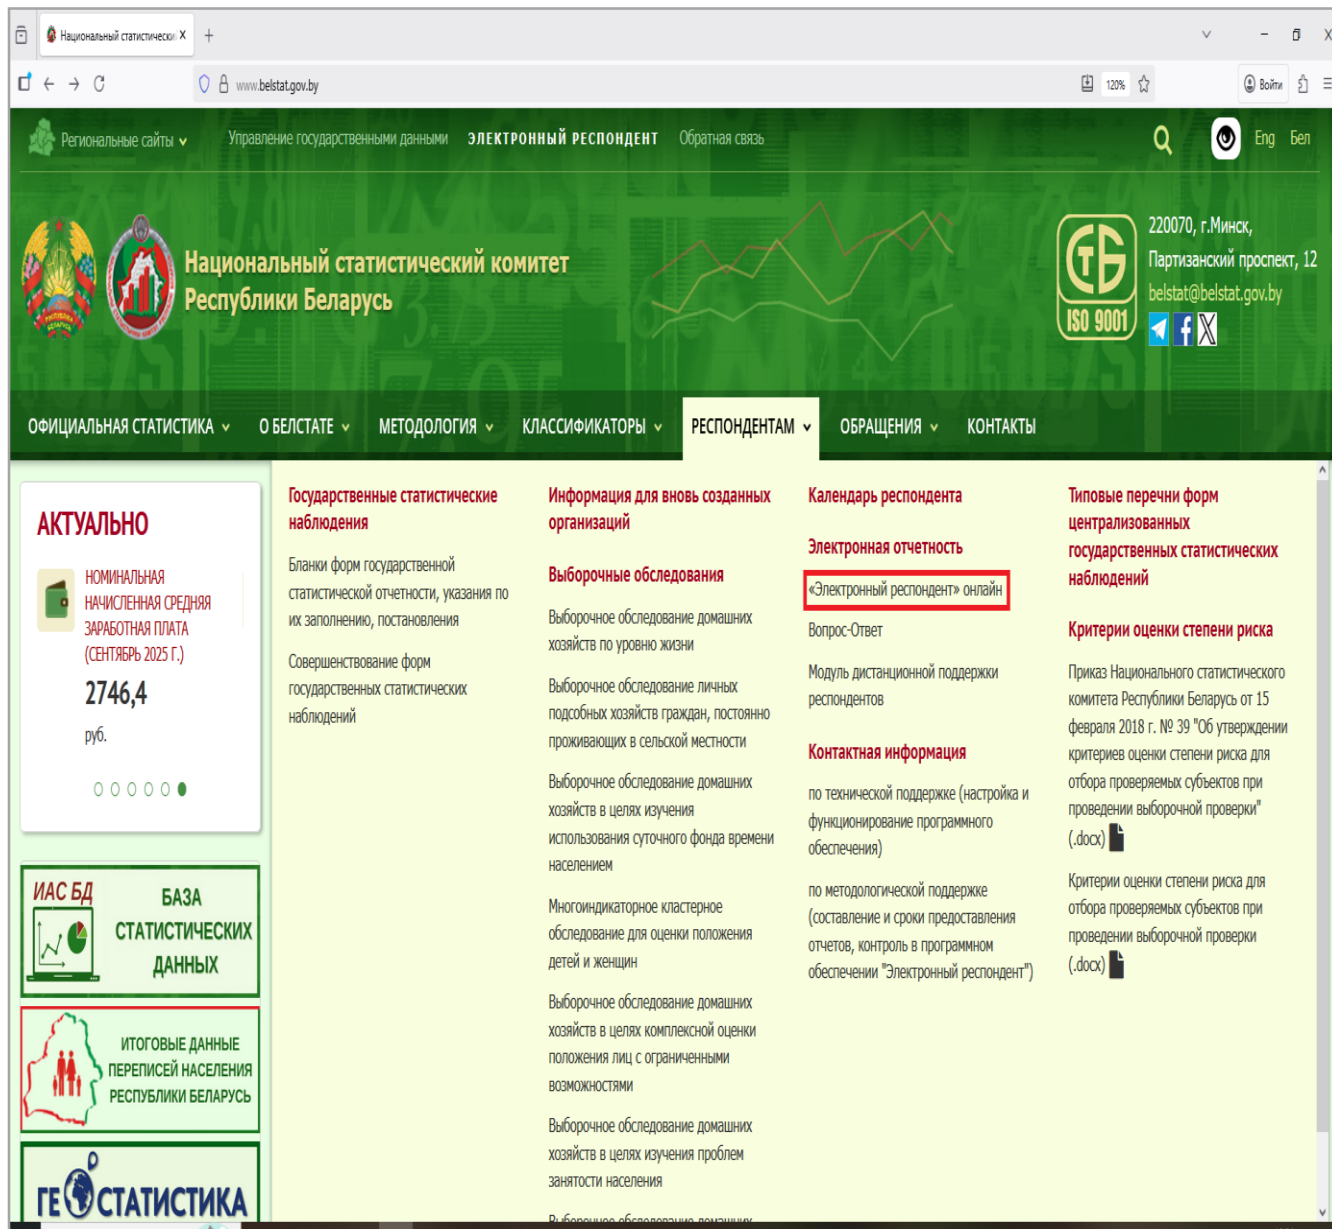 Национальный статистически
www.belstat.gov.by
120%
Войти
Региональные сайты
Управление государственными данными
ЭЛЕКТРОННЫЙ РЕСПОНДЕНТ
Обратная связь
Eng
Бел
Национальный статистический комитет
Республики Беларусь
СТБ
ISO 9001
220070, г.Минск,
Партизанский проспект, 12
belstat@belstat.gov.by
ОФИЦИАЛЬНАЯ СТАТИСТИКА
О БЕЛСТАТЕ
МЕТОДОЛОГИЯ
КЛАССИФИКАТОРЫ
РЕСПОНДЕНТАМ
ОБРАЩЕНИЯ
КОНТАКТЫ
АКТУАЛЬНО
НОМИНАЛЬНАЯ
НАЧИСЛЕННАЯ СРЕДНЯЯ
ЗАРАБОТНАЯ ПЛАТА
(СЕНТЯБРЬ 2025 Г.)
2746,4
руб.
ИАС БД
БАЗА
СТАТИСТИЧЕСКИХ
ДАННЫХ
ИТОГОВЫЕ ДАННЫЕ
ПЕРЕПИСЕЙ НАСЕЛЕНИЯ
РЕСПУБЛИКИ БЕЛАРУСЬ
ГЕОСТАТИСТИКА
Государственные статистические
наблюдения
Бланки форм государственной
статистической отчетности, указания по
их заполнению, постановления
Совершенствование форм
государственных статистических
наблюдений
Информация для вновь созданных
организаций
Выборочные обследования
Выборочное обследование домашних
хозяйств по уровню жизни
Выборочное обследование личных
подсобных хозяйств граждан, постоянно
проживающих в сельской местности
Выборочное обследование домашних
хозяйств в целях изучения
использования суточного фонда времени
населением
Многоиндикаторное кластерное
обследование для оценки положения
детей и женщин
Выборочное обследование домашних
хозяйств в целях комплексной оценки
положения лиц с ограниченными
возможностями
Выборочное обследование домашних
хозяйств в целях изучения проблем
занятости населения
Выборочное обследование домашних
Календарь респондента
Электронная отчетность
«Электронный респондент» онлайн
Вопрос-Ответ
Модуль дистанционной поддержки
респондентов
Контактная информация
по технической поддержке (настройка и
функционирование программного
обеспечения)
по методологической поддержке
(составление и сроки предоставления
отчетов, контроль в программном
обеспечении "Электронный респондент")
Типовые перечни форм
централизованных
государственных статистических
наблюдений
Критерии оценки степени риска
Приказ Национального статистического
комитета Республики Беларусь от 15
февраля 2018 г. № 39 "Об утверждении
критериев оценки степени риска для
отбора проверяемых субъектов при
проведении выборочной проверки"
(.docx)
Критерии оценки степени риска для
отбора проверяемых субъектов при
проведении выборочной проверки
(.docx)